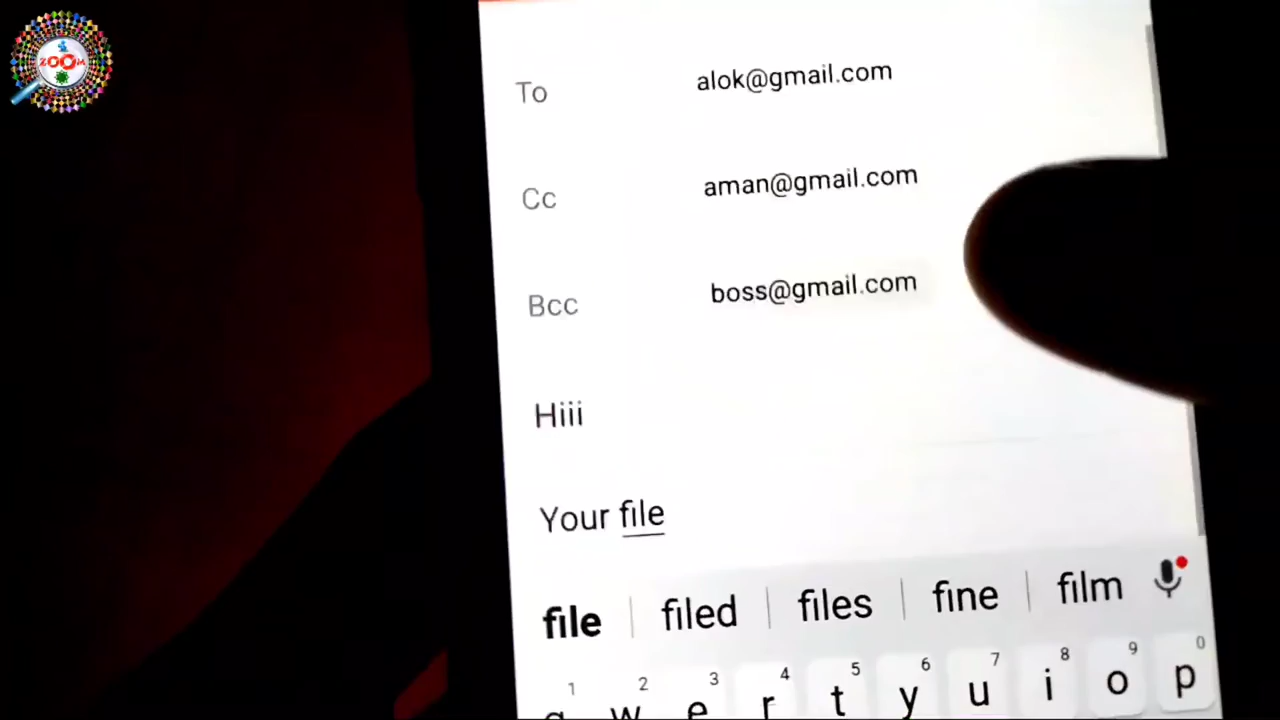 ZOOM
To alok@gmail.com
Cc aman@gmail.com
Bcc boss@gmail.com
Hiii
Your file
file filed files fine film
1 2 3 4 5 6 7 8 9 0
q w e r t y u i o p